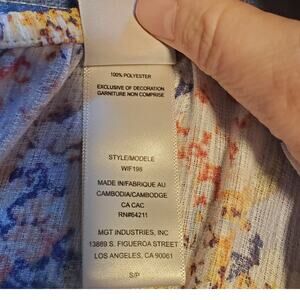 100% POLYESTER
EXCLUSIVE OF DECORATION
GARNITURE NON COMPRISE
STYLE/MODELE
WIF198
MADE IN/FABRIQUE AU
CAMBODIA/CAMBODGE
CA CAC
RN#64211
MGT INDUSTRIES, INC
13889 S. FIGUEROA STREET
LOS ANGELES, CA 90061
S/P